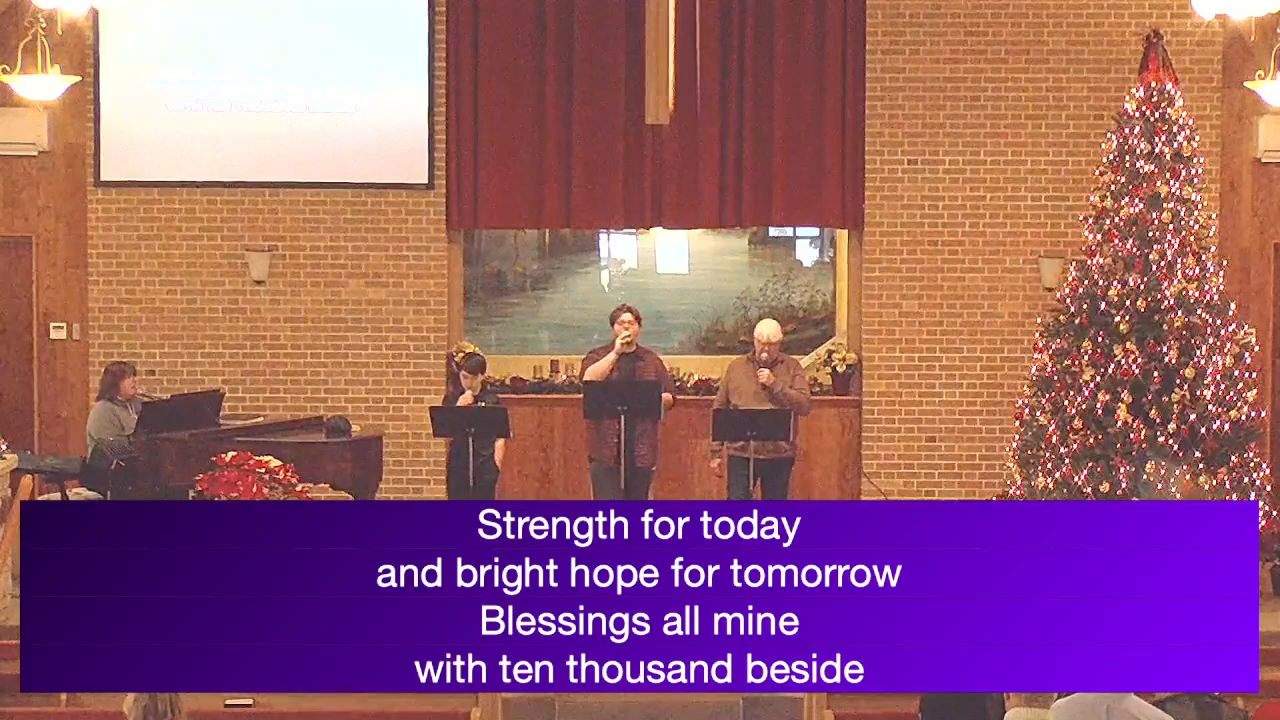 Strength for today
and bright hope for tomorrow
Blessings all mine
with ten thousand beside